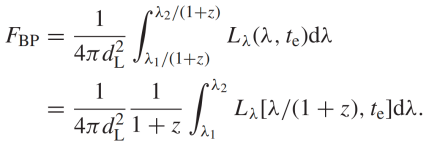 F_BP = \frac{1}{4\pi d_L^2} \int_{\lambda_1/(1+z)}^{\lambda_2/(1+z)} L_\lambda(\lambda, t_e)d\lambda
= \frac{1}{4\pi d_L^2} \frac{1}{1+z} \int_{\lambda_1}^{\lambda_2} L_\lambda[\lambda/(1+z), t_e]d\lambda.